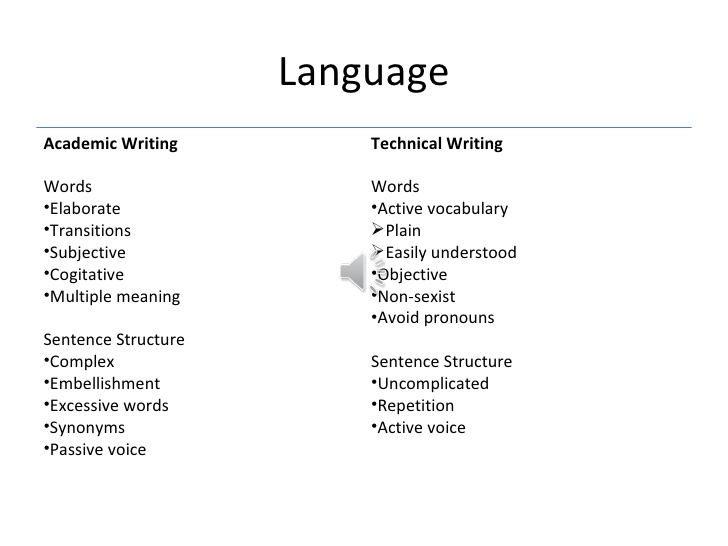 Language
Academic Writing
Words
•Elaborate
•Transitions
•Subjective
•Cogitative
•Multiple meaning
Sentence Structure
•Complex
•Embellishment
•Excessive words
•Synonyms
•Passive voice
Technical Writing
Words
•Active vocabulary
➢Plain
➢Easily understood
•Objective
•Non-sexist
•Avoid pronouns
Sentence Structure
•Uncomplicated
•Repetition
•Active voice